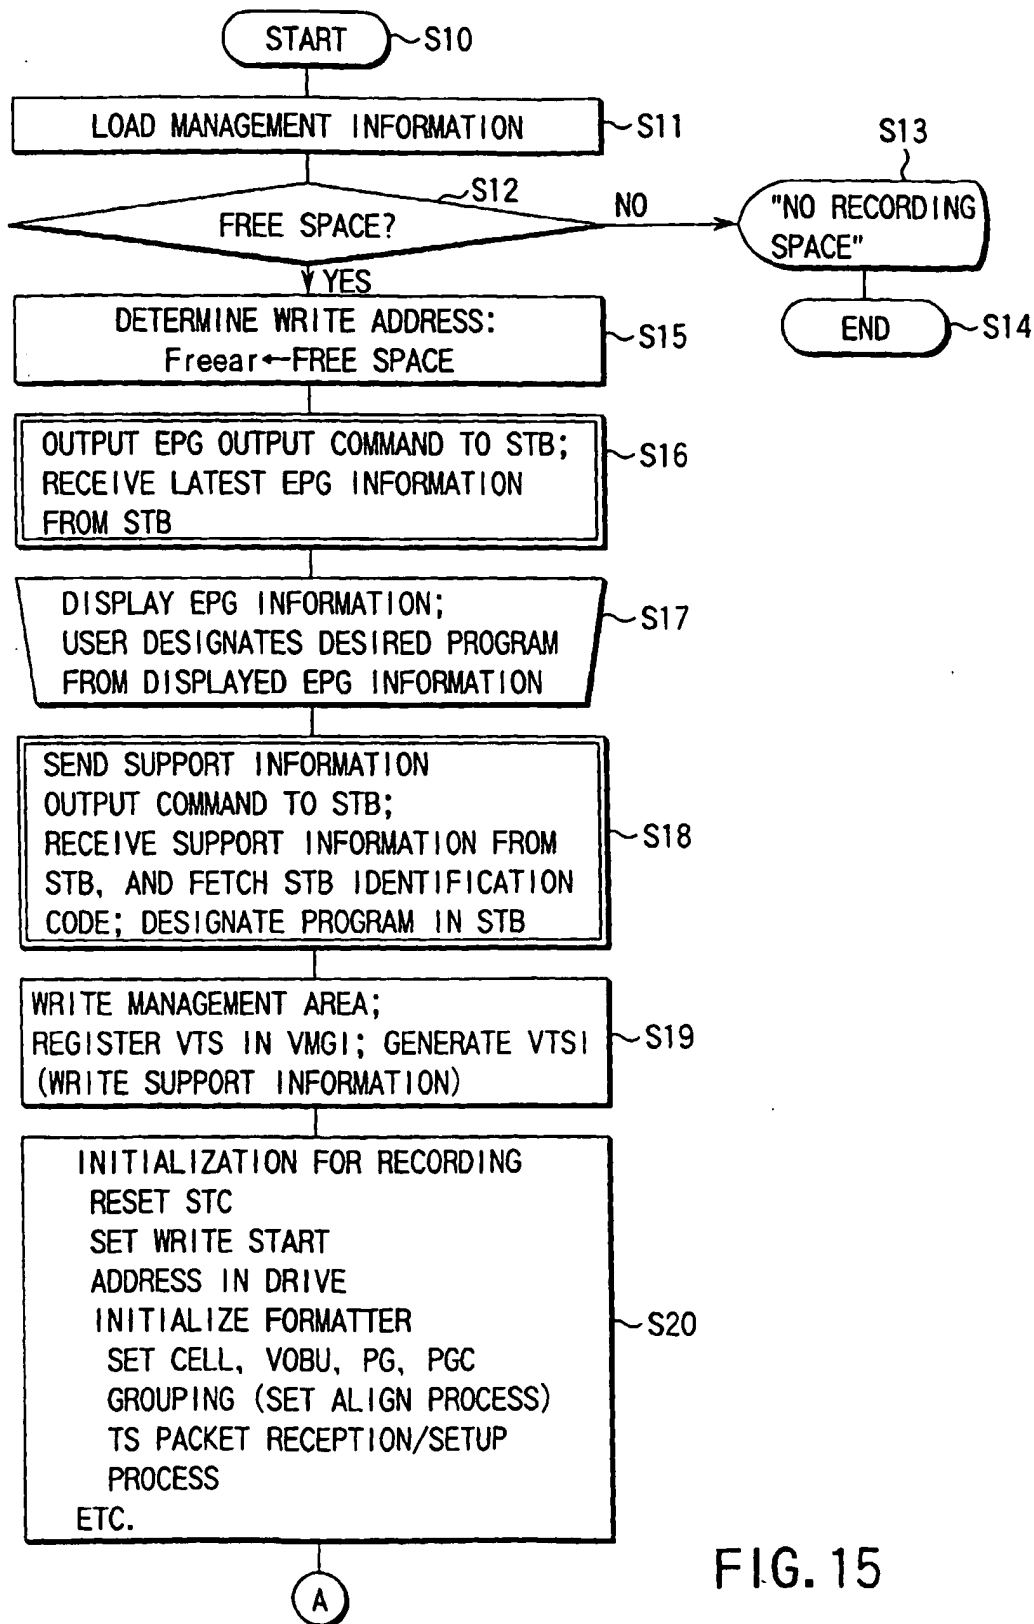 START
S10
LOAD MANAGEMENT INFORMATION
S11
S12
FREE SPACE?
NO
S13
"NO RECORDING
SPACE"
END
S14
YES
DETERMINE WRITE ADDRESS:
Freear←FREE SPACE
S15
OUTPUT EPG OUTPUT COMMAND TO STB;
RECEIVE LATEST EPG INFORMATION
FROM STB
S16
DISPLAY EPG INFORMATION;
USER DESIGNATES DESIRED PROGRAM
FROM DISPLAYED EPG INFORMATION
S17
SEND SUPPORT INFORMATION
OUTPUT COMMAND TO STB;
RECEIVE SUPPORT INFORMATION FROM
STB, AND FETCH STB IDENTIFICATION
CODE; DESIGNATE PROGRAM IN STB
S18
WRITE MANAGEMENT AREA;
REGISTER VTS IN VMGI; GENERATE VTSI
(WRITE SUPPORT INFORMATION)
S19
INITIALIZATION FOR RECORDING
RESET STC
SET WRITE START
ADDRESS IN DRIVE
INITIALIZE FORMATTER
SET CELL, VOBU, PG, PGC
GROUPING (SET ALIGN PROCESS)
TS PACKET RECEPTION/SETUP
PROCESS
ETC.
S20
A
FIG. 15